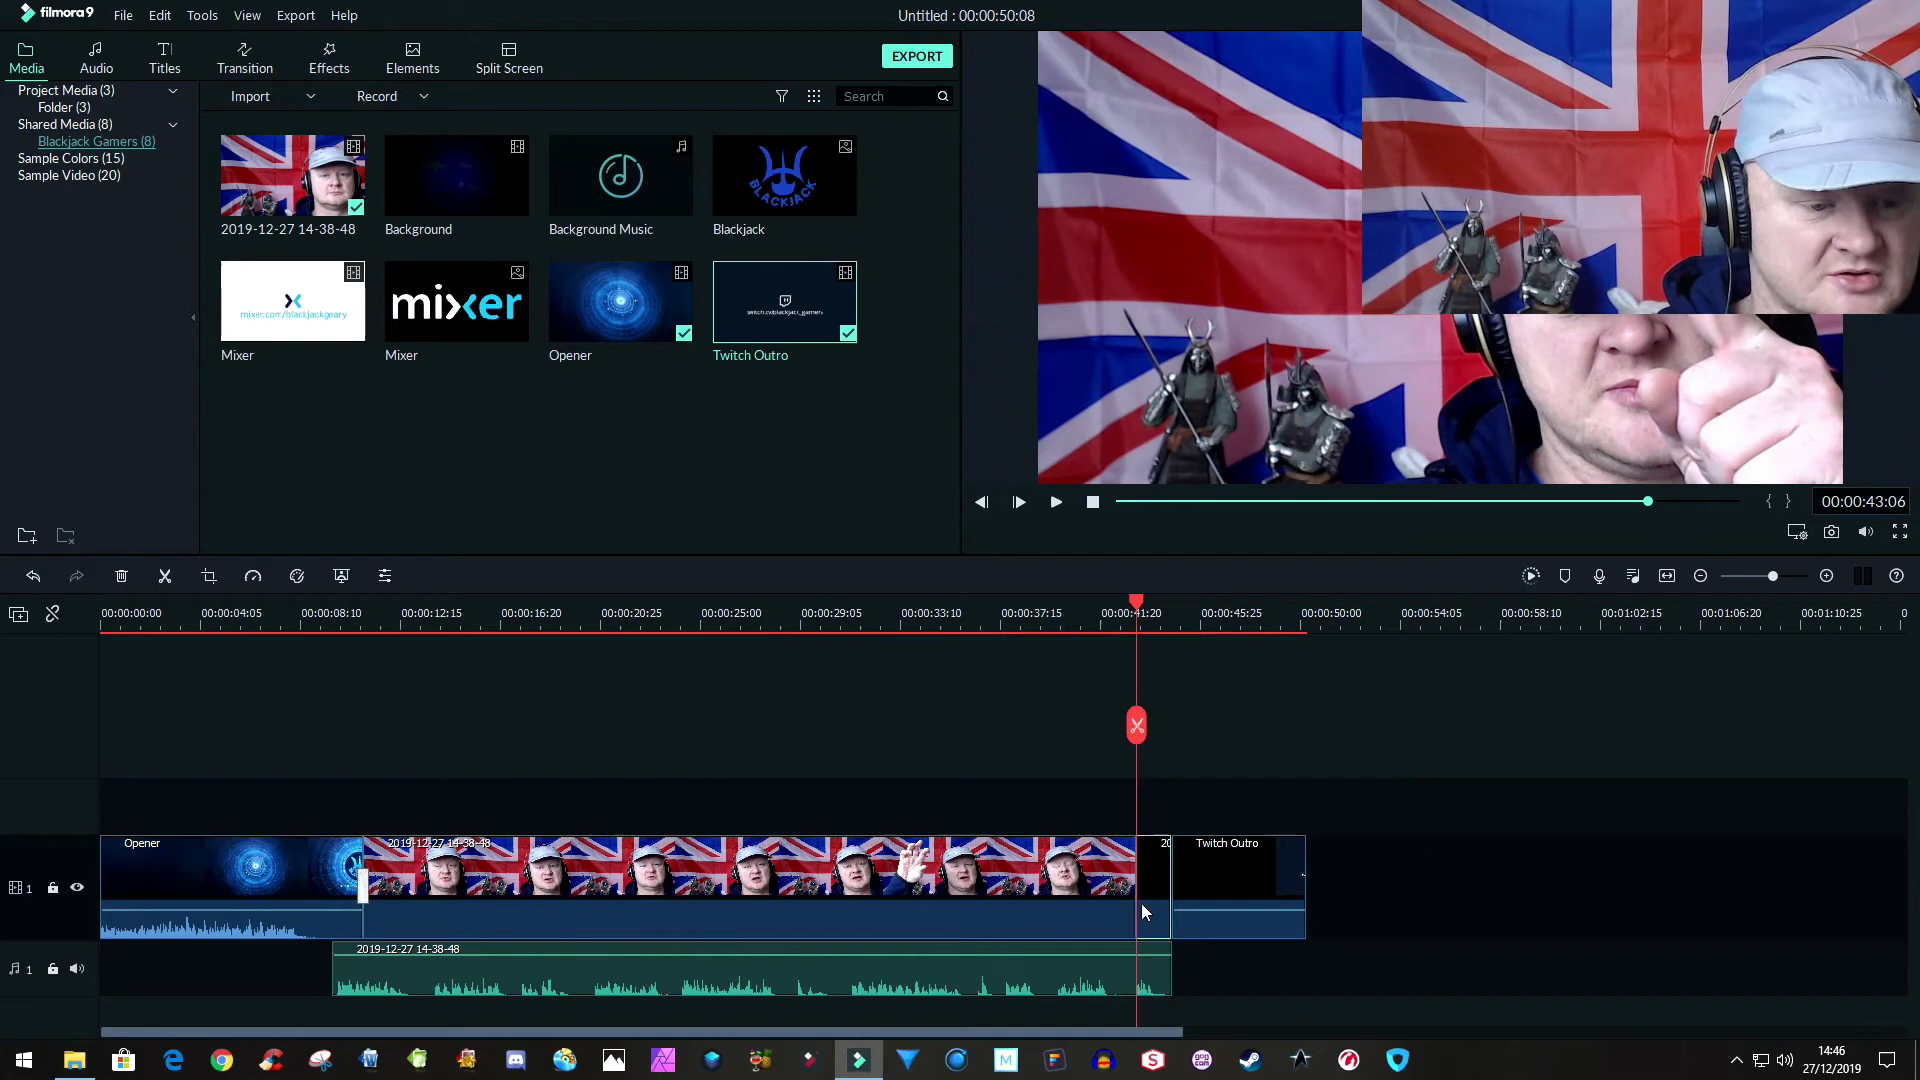 filmora9 File Edit Tools View Export Help Untitled : 00:00:50:08
Media Audio Titles Transition Effects Elements Split Screen EXPORT
Project Media (3)
Folder (3)
Shared Media (8)
Blackjack Gamers (8)
Sample Colors (15)
Sample Video (20)
Import Record Search
BLACKJACK
2019-12-27 14-38-48 Background Background Music Blackjack
mixer.com/blackjackgeary mixer
Mixer Mixer Opener Twitch Outro
00:00:43:06
00:00:00:00 00:00:04:05 00:00:08:10 00:00:12:15 00:00:16:20 00:00:20:25 00:00:25:00 00:00:29:05 00:00:33:10 00:00:37:15 00:00:41:20 00:00:45:25 00:00:50:00 00:00:54:05 00:00:58:10 00:01:02:15 00:01:06:20 00:01:10:25 0
Opener 2019-12-27 14-38-48 20 Twitch Outro
1
2019-12-27 14-38-48
1
14:46
27/12/2019